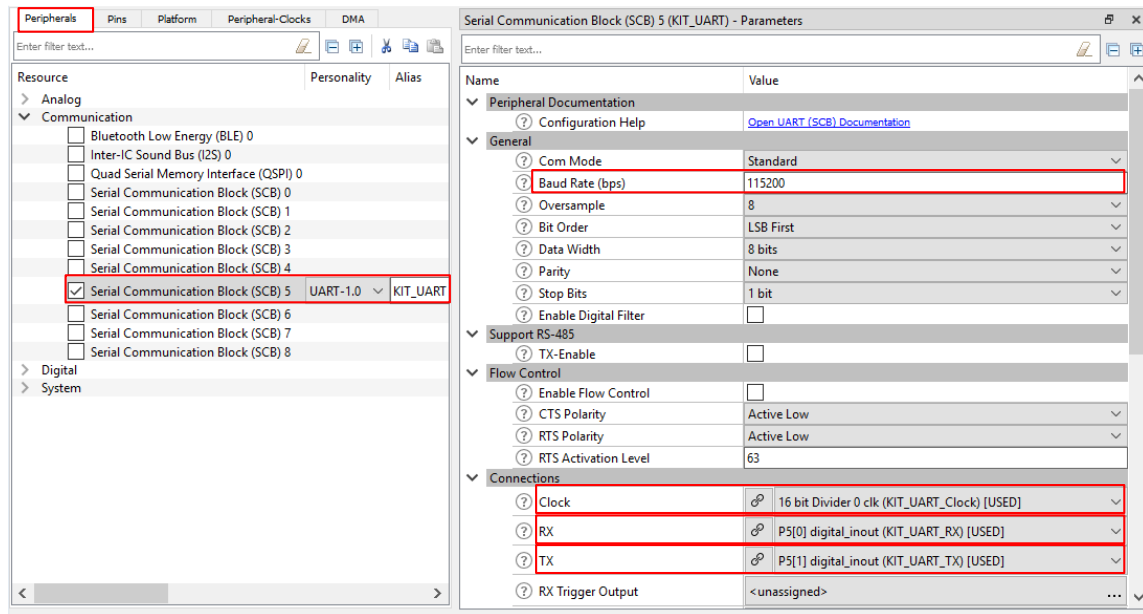 Peripherals Pins Platform Peripheral-Clocks DMA
Enter filter text...
Resource Personality Alias
Analog
Communication
Bluetooth Low Energy (BLE) 0
Inter-IC Sound Bus (I2S) 0
Quad Serial Memory Interface (QSPI) 0
Serial Communication Block (SCB) 0
Serial Communication Block (SCB) 1
Serial Communication Block (SCB) 2
Serial Communication Block (SCB) 3
Serial Communication Block (SCB) 4
Serial Communication Block (SCB) 5 UART-1.0 KIT_UART
Serial Communication Block (SCB) 6
Serial Communication Block (SCB) 7
Serial Communication Block (SCB) 8
Digital
System
Serial Communication Block (SCB) 5 (KIT_UART) - Parameters
Enter filter text...
Name Value
Peripheral Documentation
? Configuration Help Open UART (SCB) Documentation
General
? Com Mode Standard
? Baud Rate (bps) 115200
? Oversample 8
? Bit Order LSB First
? Data Width 8 bits
? Parity None
? Stop Bits 1 bit
? Enable Digital Filter
Support RS-485
? TX-Enable
Flow Control
? Enable Flow Control
? CTS Polarity Active Low
? RTS Polarity Active Low
? RTS Activation Level 63
Connections
? Clock 16 bit Divider 0 clk (KIT_UART_Clock) [USED]
? RX P5[0] digital_inout (KIT_UART_RX) [USED]
? TX P5[1] digital_inout (KIT_UART_TX) [USED]
? RX Trigger Output <unassigned> ...